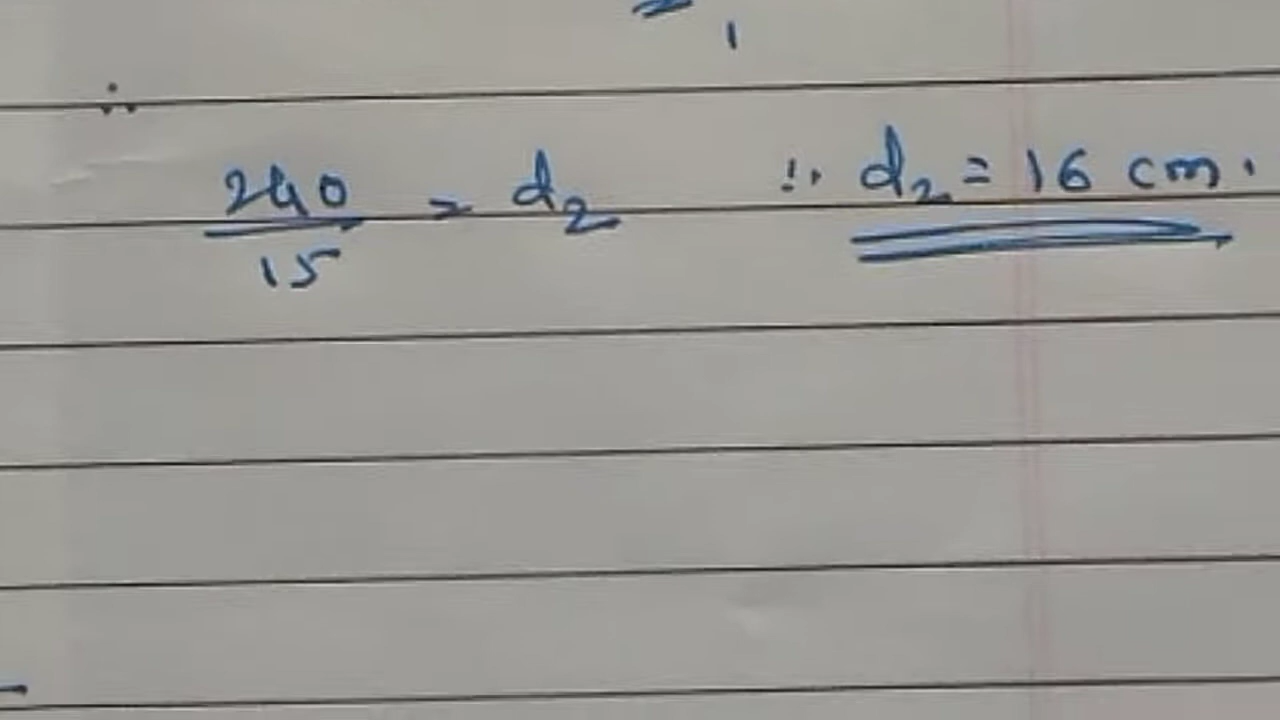 ∴
240/15 = d₂ ∴ d₂ = 16 cm.